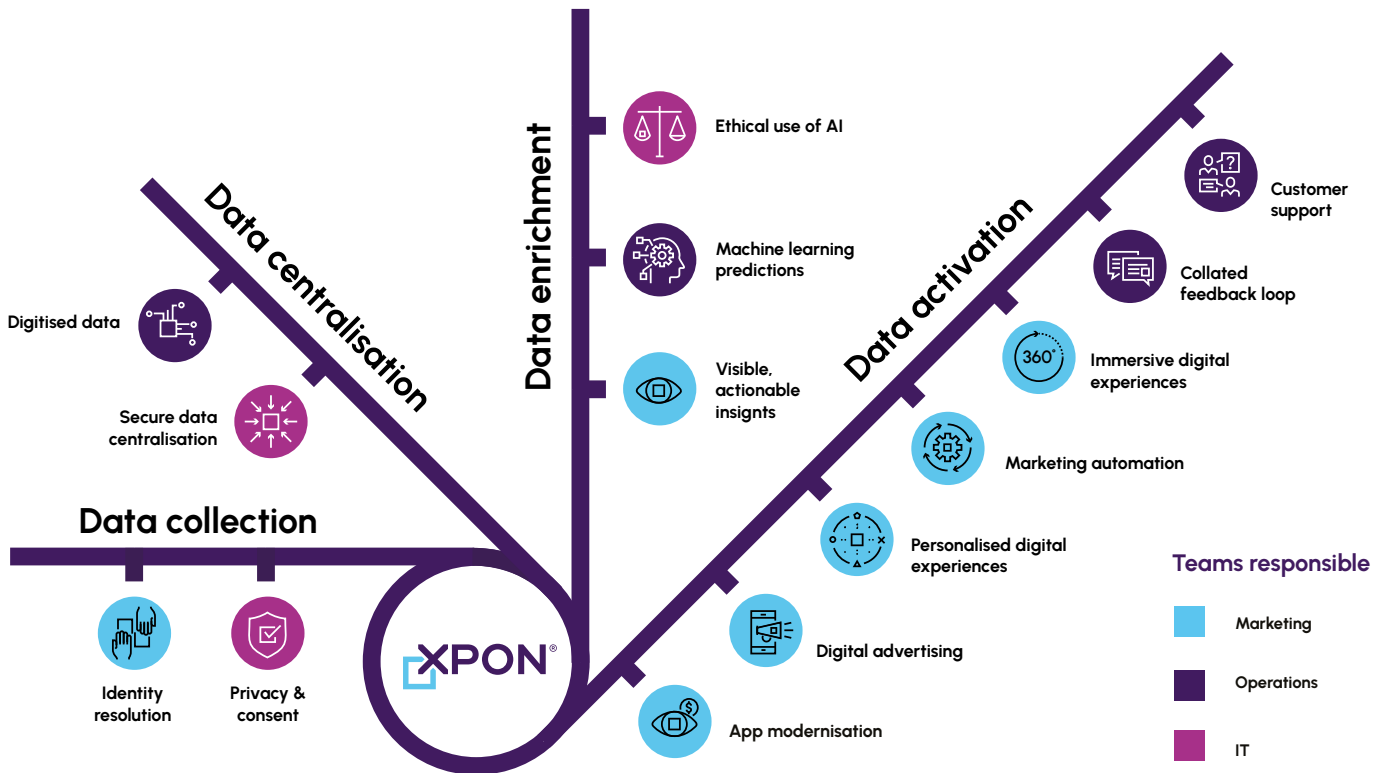 Data collection
Identity
resolution
Privacy &
consent
Data centralisation
Digitised data
Secure data
centralisation
Data enrichment
Ethical use of AI
Machine learning
predictions
Visible,
actionable
insignts
Data activation
Customer
support
?
Collated
feedback loop
360°
Immersive digital
experiences
Marketing automation
Personalised digital
experiences
Digital advertising
$
App modernisation
XPON®
Teams responsible
Marketing
Operations
IT